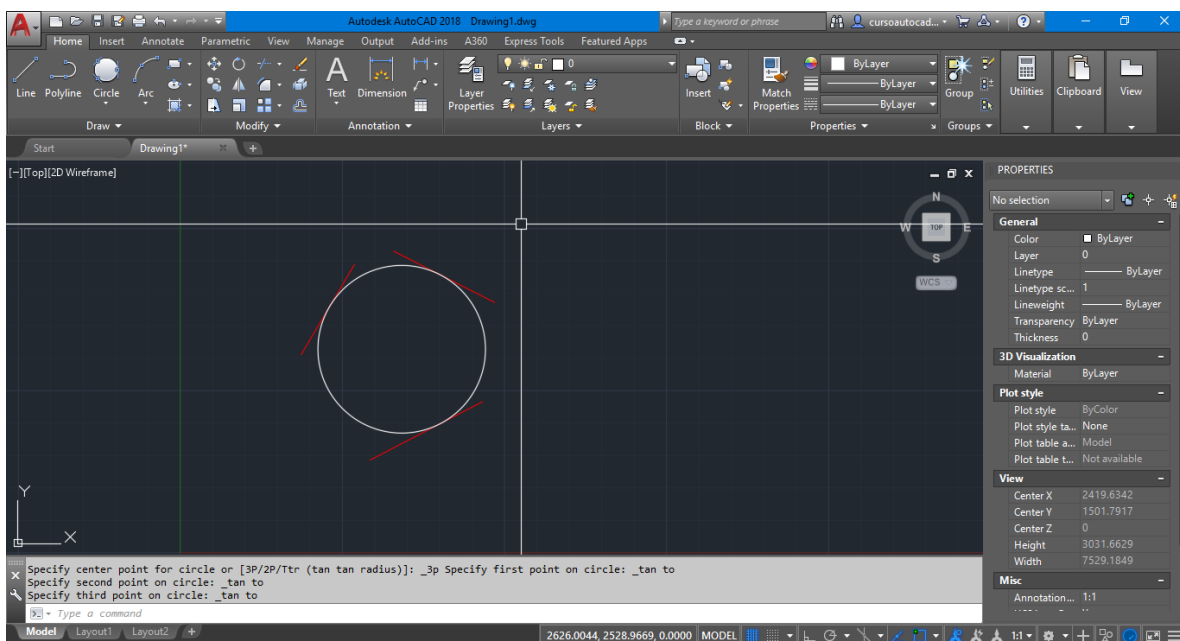 A Autodesk AutoCAD 2018 Drawing1.dwg Type a keyword or phrase cursoautocad... ?
Home Insert Annotate Parametric View Manage Output Add-ins A360 Express Tools Featured Apps
0 ByLayer
A ByLayer
Line Polyline Circle Arc Text Dimension Layer Properties Insert Match Properties ByLayer Group Utilities Clipboard View
Draw Modify Annotation Layers Block Properties Groups
Start Drawing1* +
[−][Top][2D Wireframe]
N
W TOP E
S
WCS
Y
X
PROPERTIES
No selection
General
Color ByLayer
Layer 0
Linetype ByLayer
Linetype sc... 1
Lineweight ByLayer
Transparency ByLayer
Thickness 0
3D Visualization
Material ByLayer
Plot style
Plot style ByColor
Plot style ta... None
Plot table a... Model
Plot table t... Not available
View
Center X 2419.6342
Center Y 1501.7917
Center Z 0
Height 3031.6629
Width 7529.1849
Misc
Annotation... 1:1
Specify center point for circle or [3P/2P/Ttr (tan tan radius)]: _3p Specify first point on circle: _tan to
Specify second point on circle: _tan to
Specify third point on circle: _tan to
Type a command
Model Layout1 Layout2 + 2626.0044, 2528.9669, 0.0000 MODEL 1:1